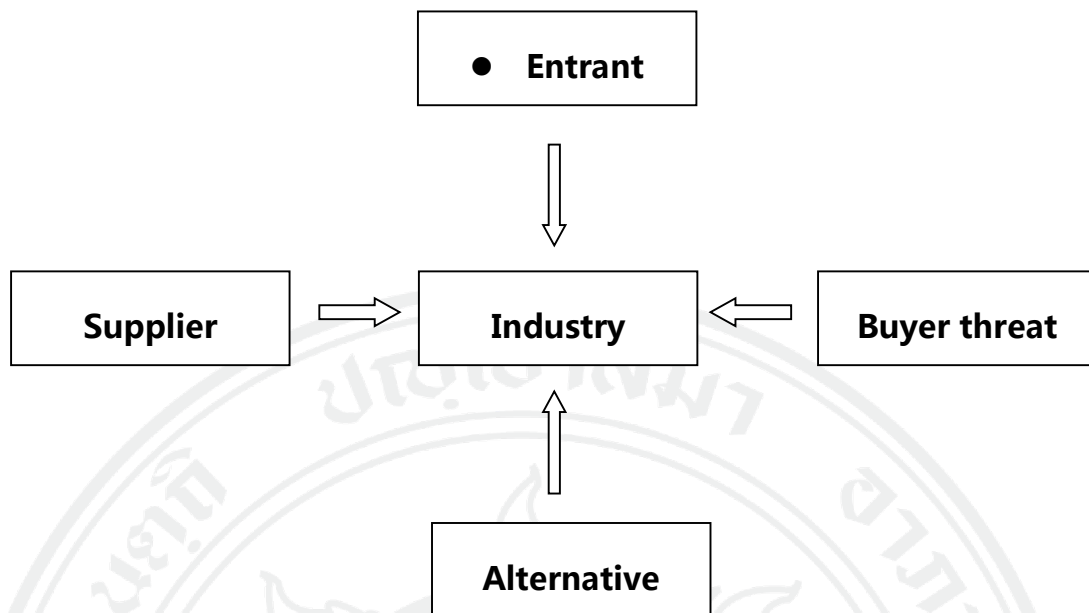 ● Entrant
Supplier
Industry
Buyer threat
Alternative